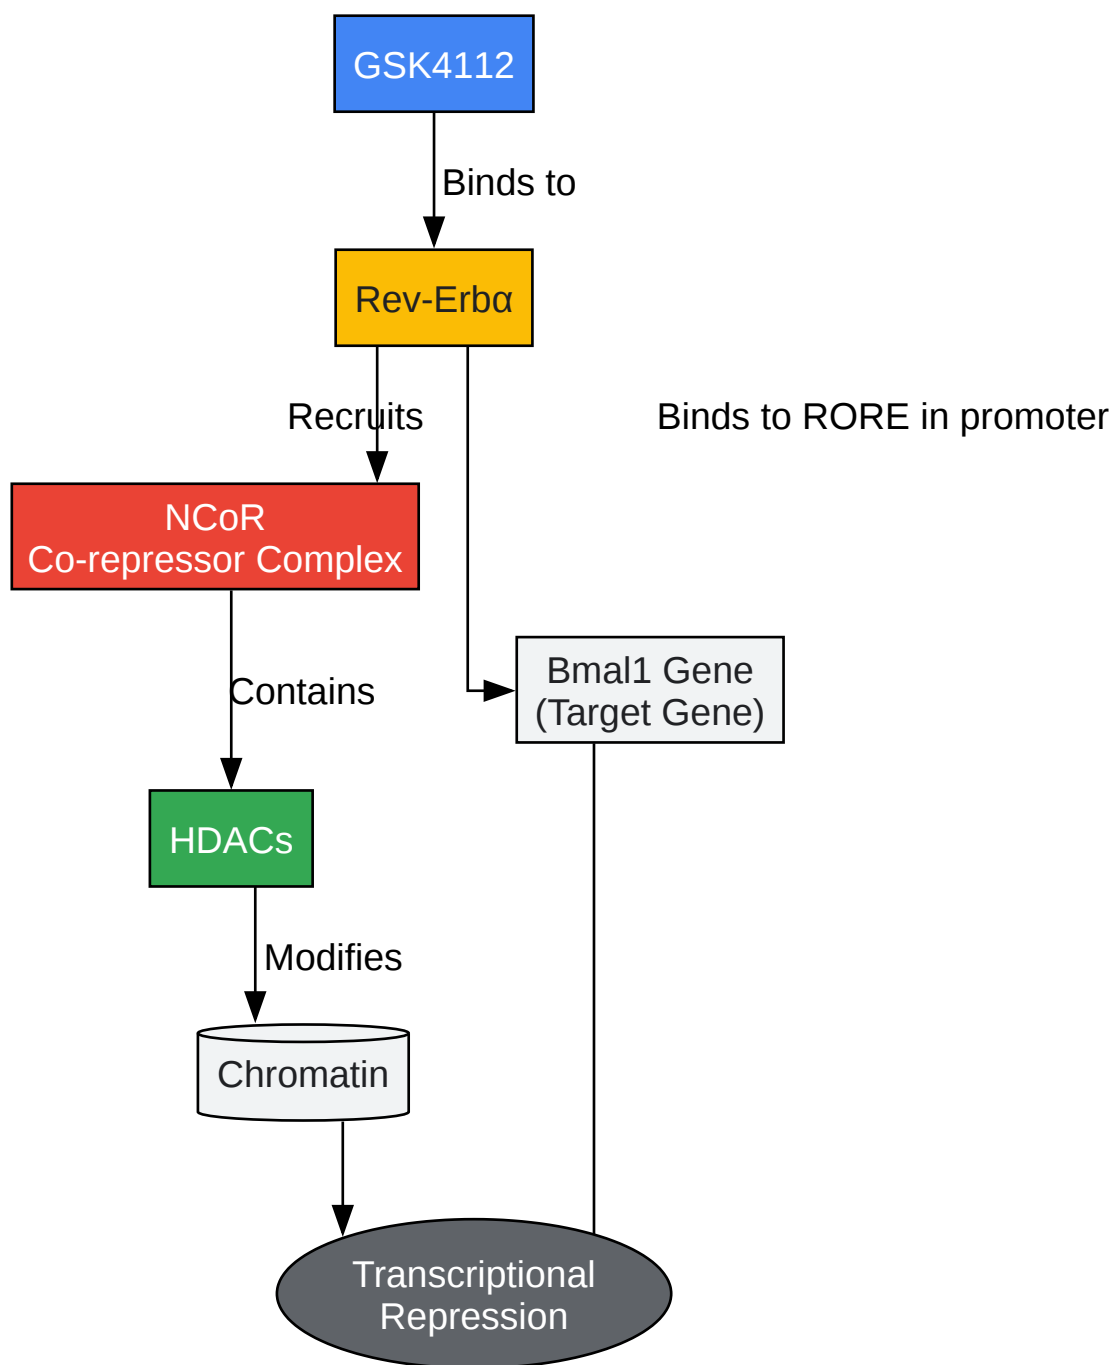 GSK4112
Binds to
Rev-Erbα
Recruits
Binds to RORE in promoter
NCoR
Co-repressor Complex
Bmal1 Gene
(Target Gene)
Contains
HDACs
Modifies
Chromatin
Transcriptional
Repression